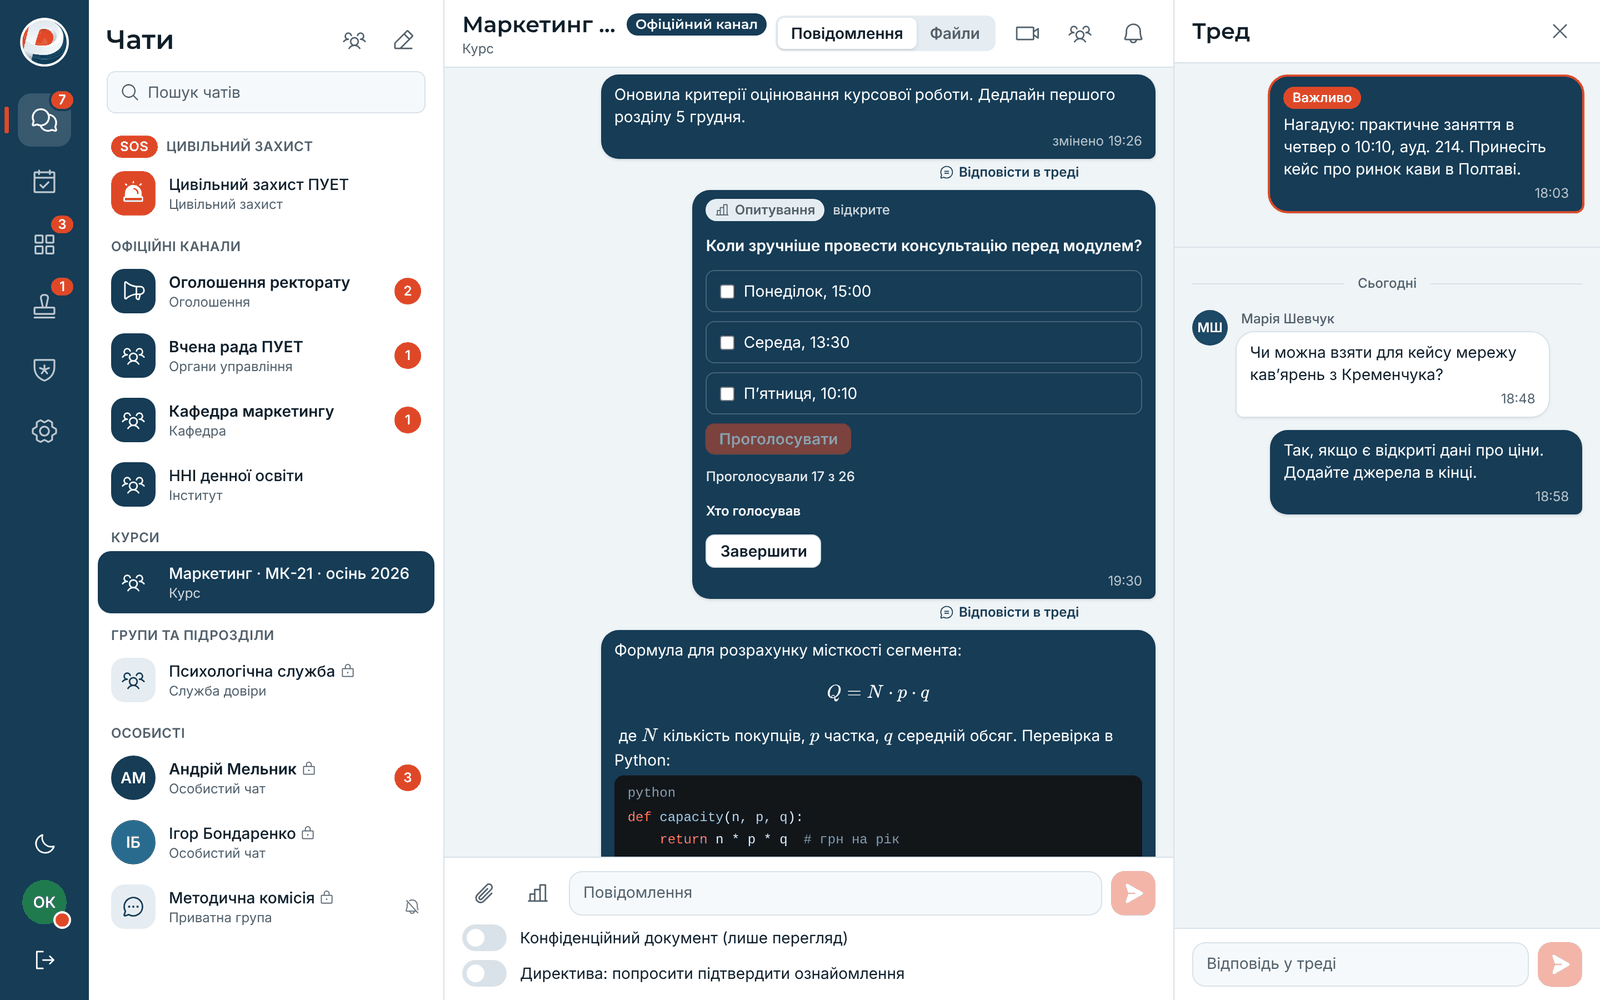 7
3
1
ОК
Чати
Пошук чатів
SOS ЦИВІЛЬНИЙ ЗАХИСТ
Цивільний захист ПУЕТ
Цивільний захист
ОФІЦІЙНІ КАНАЛИ
Оголошення ректорату
Оголошення
2
Вчена рада ПУЕТ
Органи управління
1
Кафедра маркетингу
Кафедра
1
ННІ денної освіти
Інститут
КУРСИ
Маркетинг · МК-21 · осінь 2026
Курс
ГРУПИ ТА ПІДРОЗДІЛИ
Психологічна служба
Служба довіри
ОСОБИСТІ
АМ
Андрій Мельник
Особистий чат
3
ІБ
Ігор Бондаренко
Особистий чат
Методична комісія
Приватна група
Маркетинг ... Офіційний канал
Курс
Повідомлення Файли
Оновила критерії оцінювання курсової роботи. Дедлайн першого
розділу 5 грудня.
змінено 19:26
Відповісти в треді
Опитування відкрите
Коли зручніше провести консультацію перед модулем?
Понеділок, 15:00
Середа, 13:30
П’ятниця, 10:10
Проголосувати
Проголосували 17 з 26
Хто голосував
Завершити
19:30
Відповісти в треді
Формула для розрахунку місткості сегмента:
Q = N · p · q
де N кількість покупців, p частка, q середній обсяг. Перевірка в
Python:
python
def capacity(n, p, q):
return n * p * q # грн на рік
Повідомлення
Конфіденційний документ (лише перегляд)
Директива: попросити підтвердити ознайомлення
Тред
Важливо
Нагадую: практичне заняття в
четвер о 10:10, ауд. 214. Принесіть
кейс про ринок кави в Полтаві.
18:03
Сьогодні
МШ
Марія Шевчук
Чи можна взяти для кейсу мережу
кав’ярень з Кременчука?
18:48
Так, якщо є відкриті дані про ціни.
Додайте джерела в кінці.
18:58
Відповідь у треді